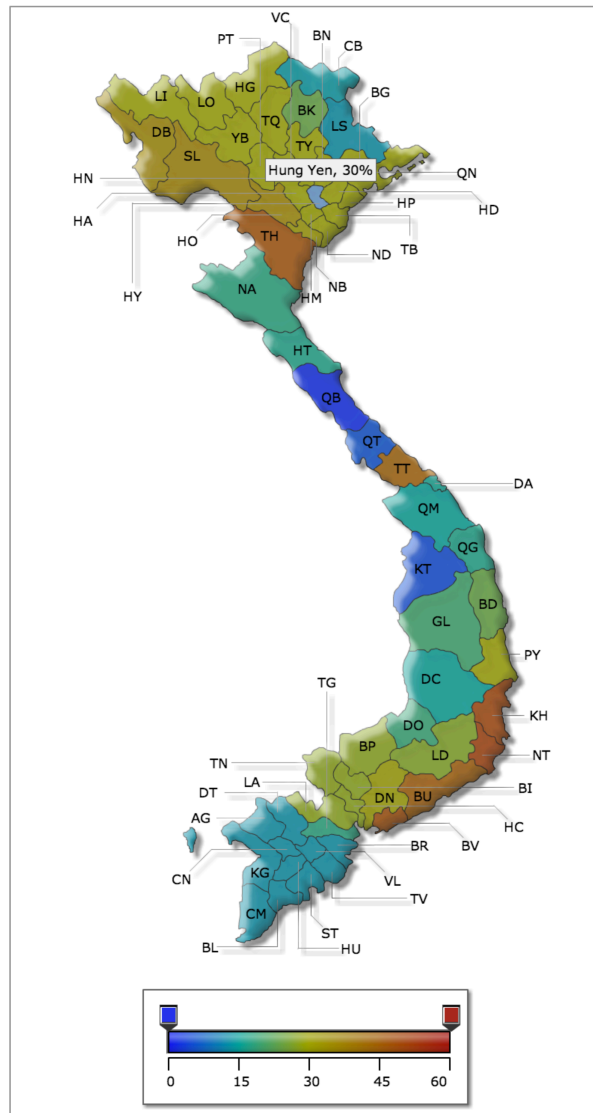 VC
PT
BN
CB
HG
BG
LI
LO
BK
TQ
LS
DB
YB
TY
SL
Hung Yen, 30%
HN
QN
HP
HD
HA
HY
HO
TH
ND
TB
NB
HM
NA
HT
QB
QT
TT
DA
QM
QG
KT
BD
GL
PY
DC
TG
KH
DO
BP
LD
NT
TN
LA
DT
DN
BU
BI
AG
HC
BR
BV
CN
KG
VL
CM
TV
ST
BL
HU
0 15 30 45 60